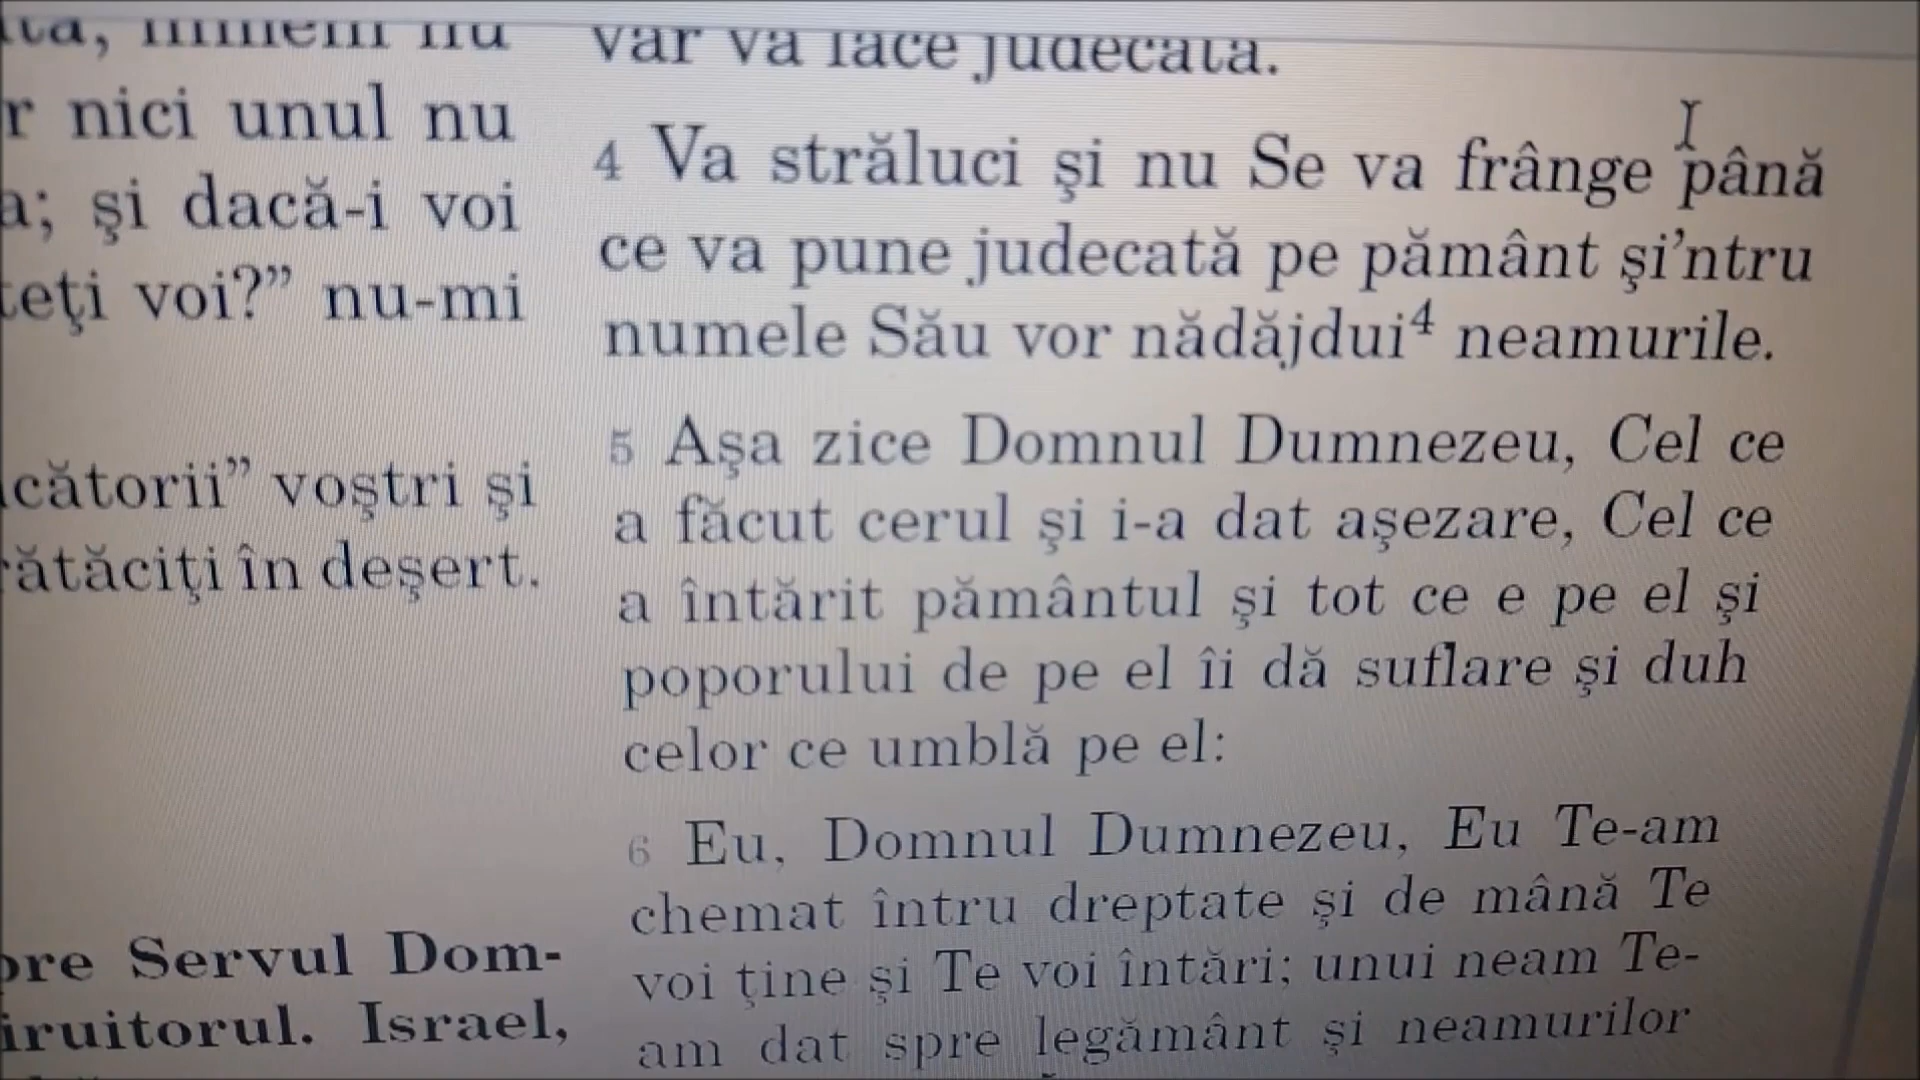 nu
r nici unul nu
a; şi dacă-i voi
teţi voi?” nu-mi
cătorii” voştri şi
rătăciţi în deşert.
pre Servul Dom-
iruitorul. Israel,
var va face judecată.
4 Va străluci şi nu Se va frânge până
ce va pune judecată pe pământ şi’ntru
numele Său vor nădăjdui4 neamurile.
5 Aşa zice Domnul Dumnezeu, Cel ce
a făcut cerul şi i-a dat aşezare, Cel ce
a întărit pământul şi tot ce e pe el şi
poporului de pe el îi dă suflare şi duh
celor ce umblă pe el:
6 Eu, Domnul Dumnezeu, Eu Te-am
chemat întru dreptate şi de mână Te
voi ţine şi Te voi întări; unui neam Te-
am dat spre legământ şi neamurilor